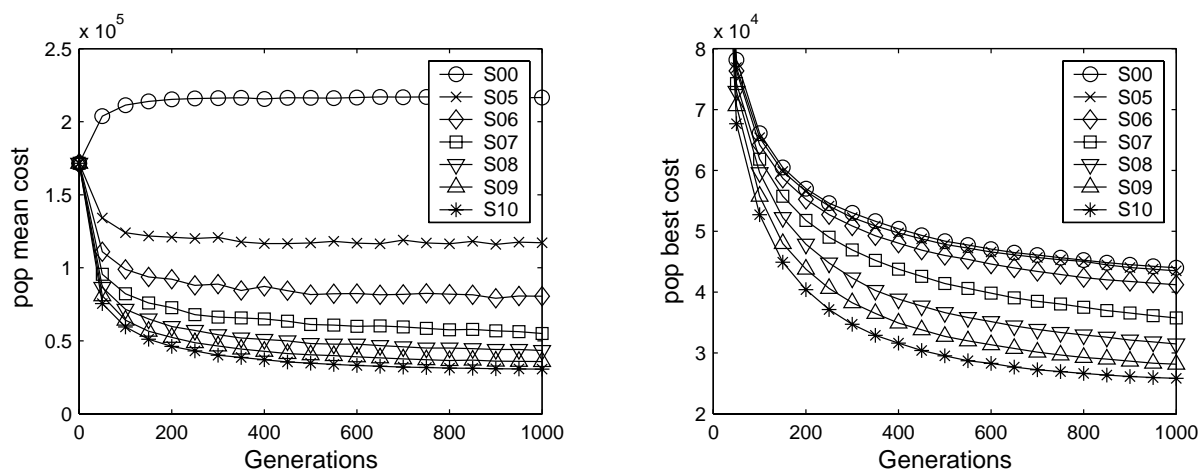 x 10^5
2.5
2
1.5
1
0.5
0
0 200 400 600 800 1000
Generations
pop mean cost
S00
S05
S06
S07
S08
S09
S10
x 10^4
8
7
6
5
4
3
2
0 200 400 600 800 1000
Generations
pop best cost
S00
S05
S06
S07
S08
S09
S10